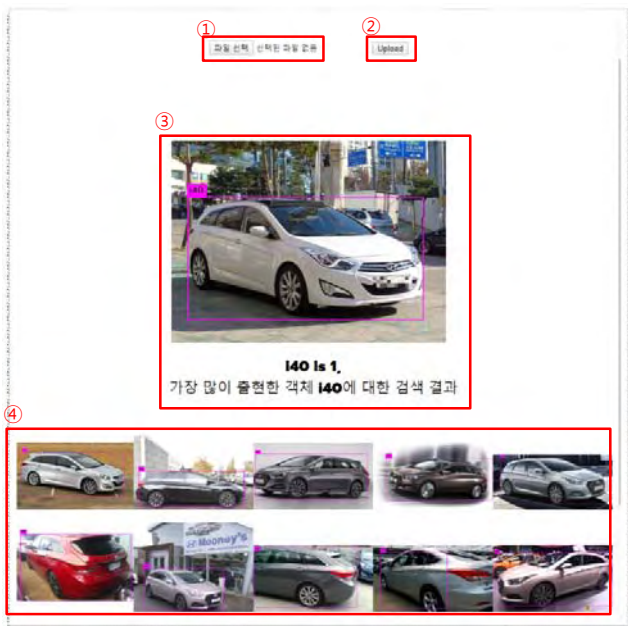 ① ②
파일 선택 선택된 파일 없음 Upload
③
i40
i40 is 1,
가장 많이 출현한 객체 i40에 대한 검색 결과
④
Mooney's